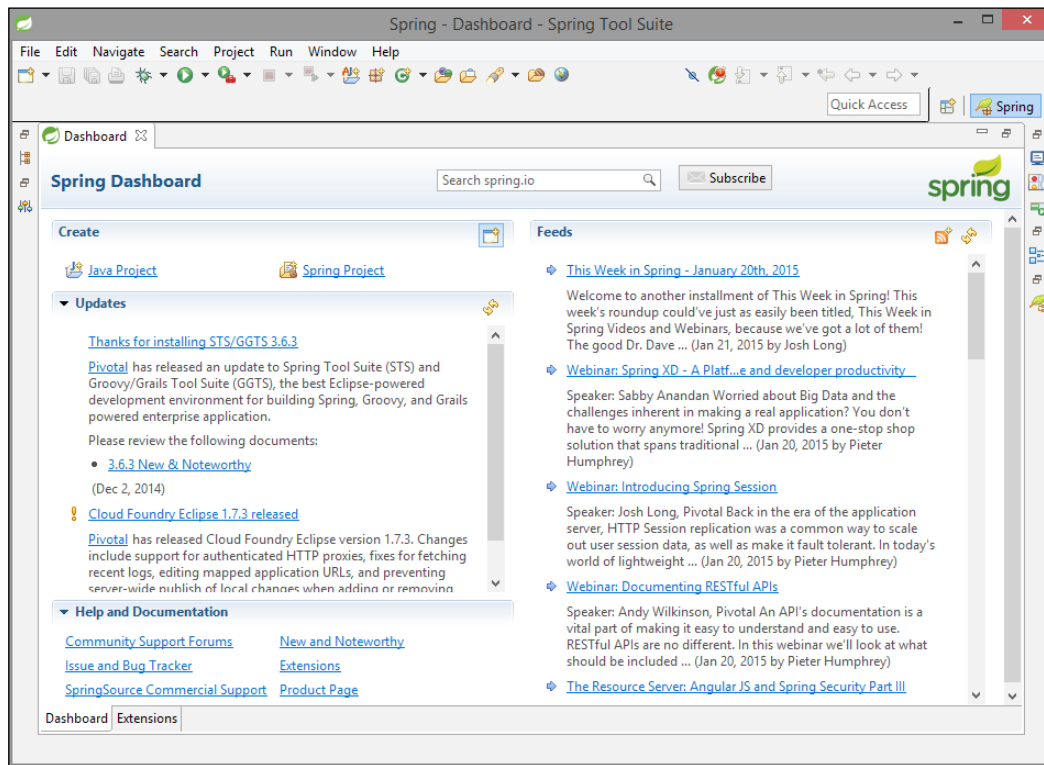 Spring - Dashboard - Spring Tool Suite
File Edit Navigate Search Project Run Window Help
Quick Access
Spring
Dashboard
Spring Dashboard
Search spring.io
Subscribe
spring
Create
Java Project
Spring Project
Updates
Thanks for installing STS/GGTS 3.6.3
Pivotal has released an update to Spring Tool Suite (STS) and
Groovy/Grails Tool Suite (GGTS), the best Eclipse-powered
development environment for building Spring, Groovy, and Grails
powered enterprise application.
Please review the following documents:
• 3.6.3 New & Noteworthy
(Dec 2, 2014)
Cloud Foundry Eclipse 1.7.3 released
Pivotal has released Cloud Foundry Eclipse version 1.7.3. Changes
include support for authenticated HTTP proxies, fixes for fetching
recent logs, editing mapped application URLs, and preventing
server-wide publish of local changes when adding or removing
Help and Documentation
Community Support Forums
New and Noteworthy
Issue and Bug Tracker
Extensions
SpringSource Commercial Support
Product Page
Feeds
This Week in Spring - January 20th, 2015
Welcome to another installment of This Week in Spring! This
week's roundup could've just as easily been titled, This Week in
Spring Videos and Webinars, because we've got a lot of them!
The good Dr. Dave ... (Jan 21, 2015 by Josh Long)
Webinar: Spring XD - A Platf...e and developer productivity
Speaker: Sabby Anandan Worried about Big Data and the
challenges inherent in making a real application? You don't
have to worry anymore! Spring XD provides a one-stop shop
solution that spans traditional ... (Jan 20, 2015 by Pieter
Humphrey)
Webinar: Introducing Spring Session
Speaker: Josh Long, Pivotal Back in the era of the application
server, HTTP Session replication was a common way to scale
out user session data, as well as make it fault tolerant. In today's
world of lightweight ... (Jan 20, 2015 by Pieter Humphrey)
Webinar: Documenting RESTful APIs
Speaker: Andy Wilkinson, Pivotal An API's documentation is a
vital part of making it easy to understand and easy to use.
RESTful APIs are no different. In this webinar we'll look at what
should be included ... (Jan 20, 2015 by Pieter Humphrey)
The Resource Server: Angular JS and Spring Security Part III
Dashboard Extensions